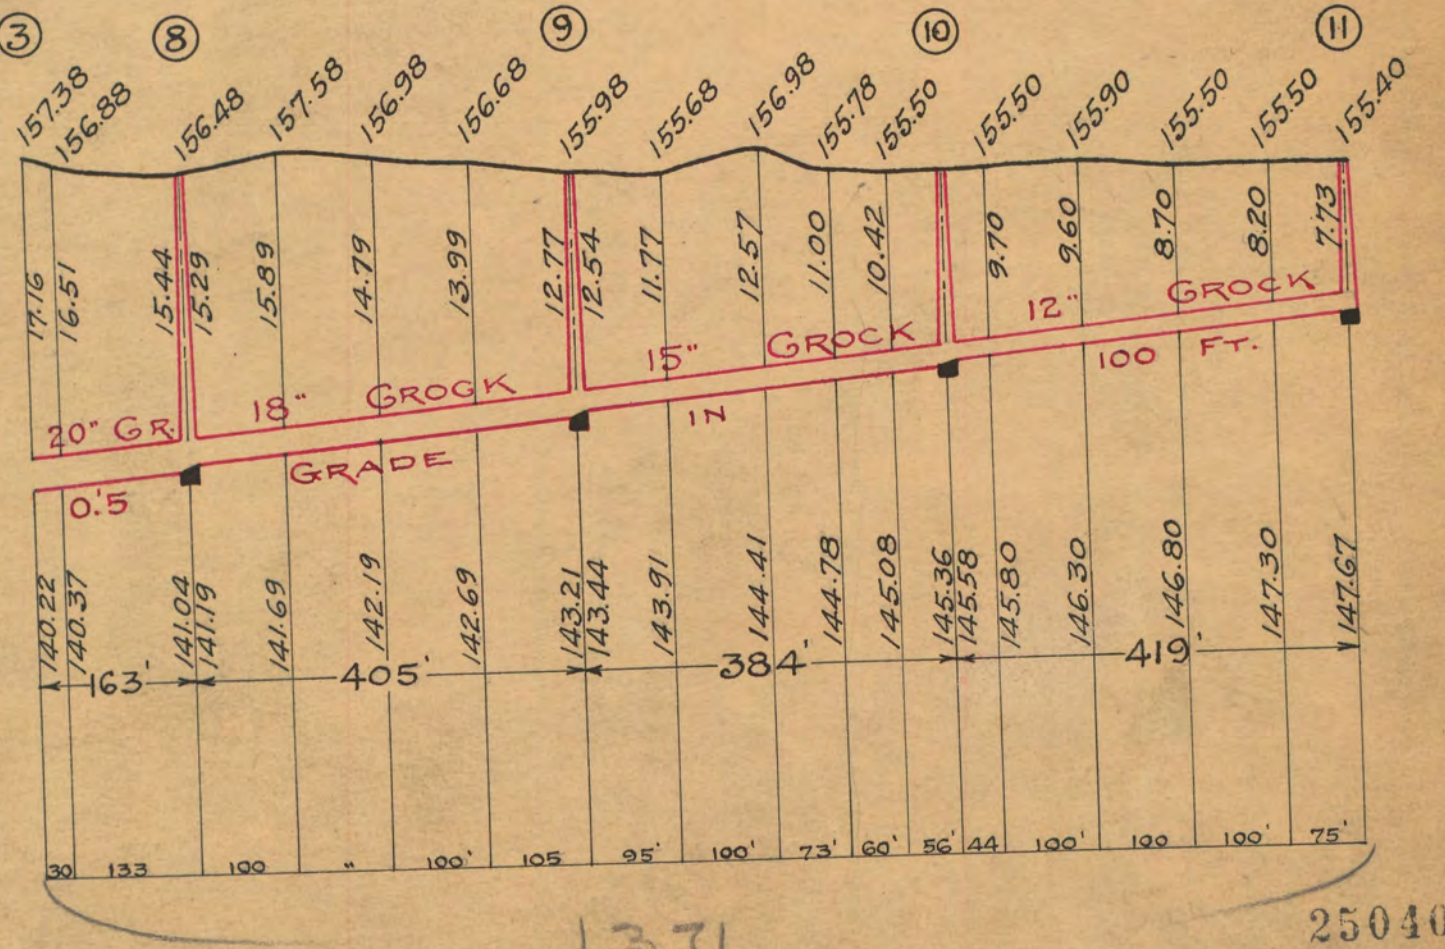 3 8 9 10 11
157.38 156.88 156.48 157.58 156.98 156.68 155.98 155.68 156.98 155.78 155.50 155.50 155.90 155.50 155.50 155.40
17.16 16.51 15.44 15.29 15.89 14.79 13.99 12.77 12.54 11.77 12.57 11.00 10.42 9.70 9.60 8.70 8.20 7.73
20" GR. 18" GROCK 15" GROCK 12" GROCK
0.'5 GRADE IN 100 FT.
140.22 140.37 141.04 141.19 141.69 142.19 142.69 143.21 143.44 143.91 144.41 144.78 145.08 145.36 145.58 145.80 146.30 146.80 147.30 147.67
163' 405' 384' 419'
30 133 100 " 100' 105 95' 100' 73' 60' 56' 44 100' 100 100' 75'
1371
25040